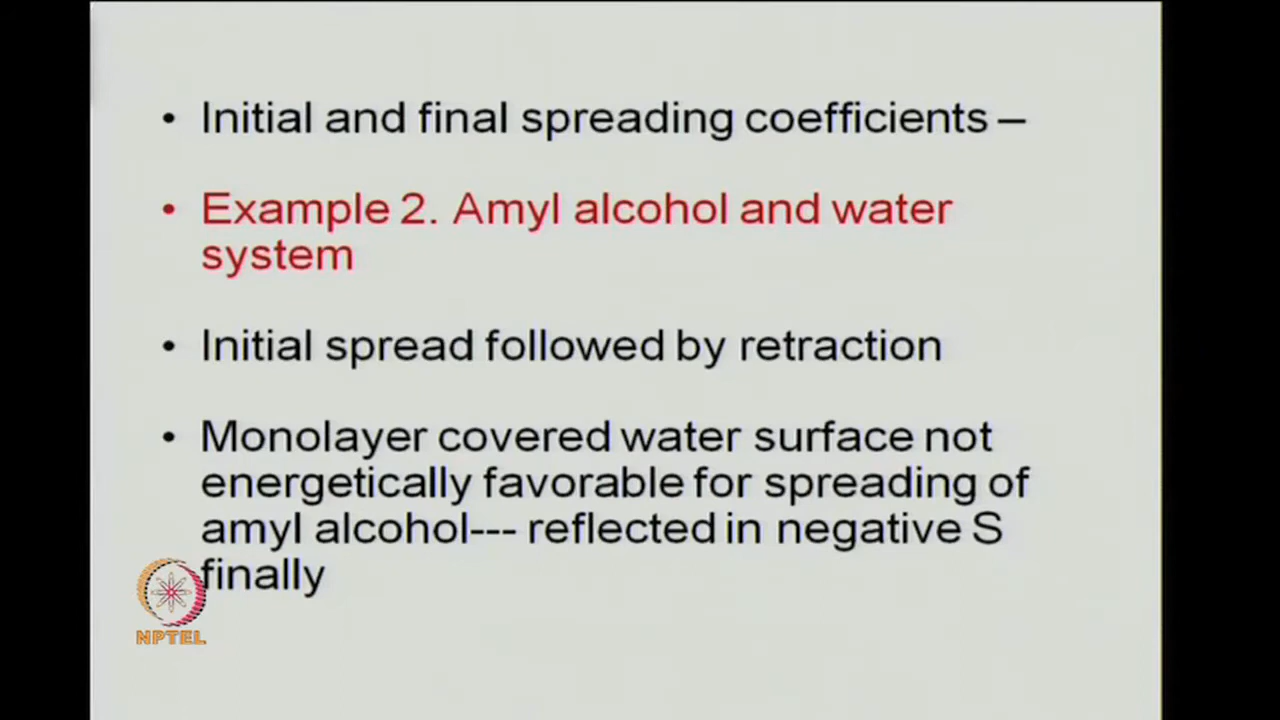 • Initial and final spreading coefficients –
• Example 2. Amyl alcohol and water
system
• Initial spread followed by retraction
• Monolayer covered water surface not
energetically favorable for spreading of
amyl alcohol--- reflected in negative S
finally
NPTEL